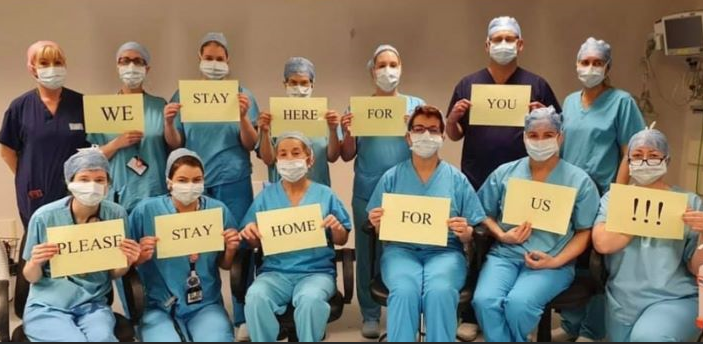 WE STAY HERE FOR YOU
PLEASE STAY HOME FOR US !!!